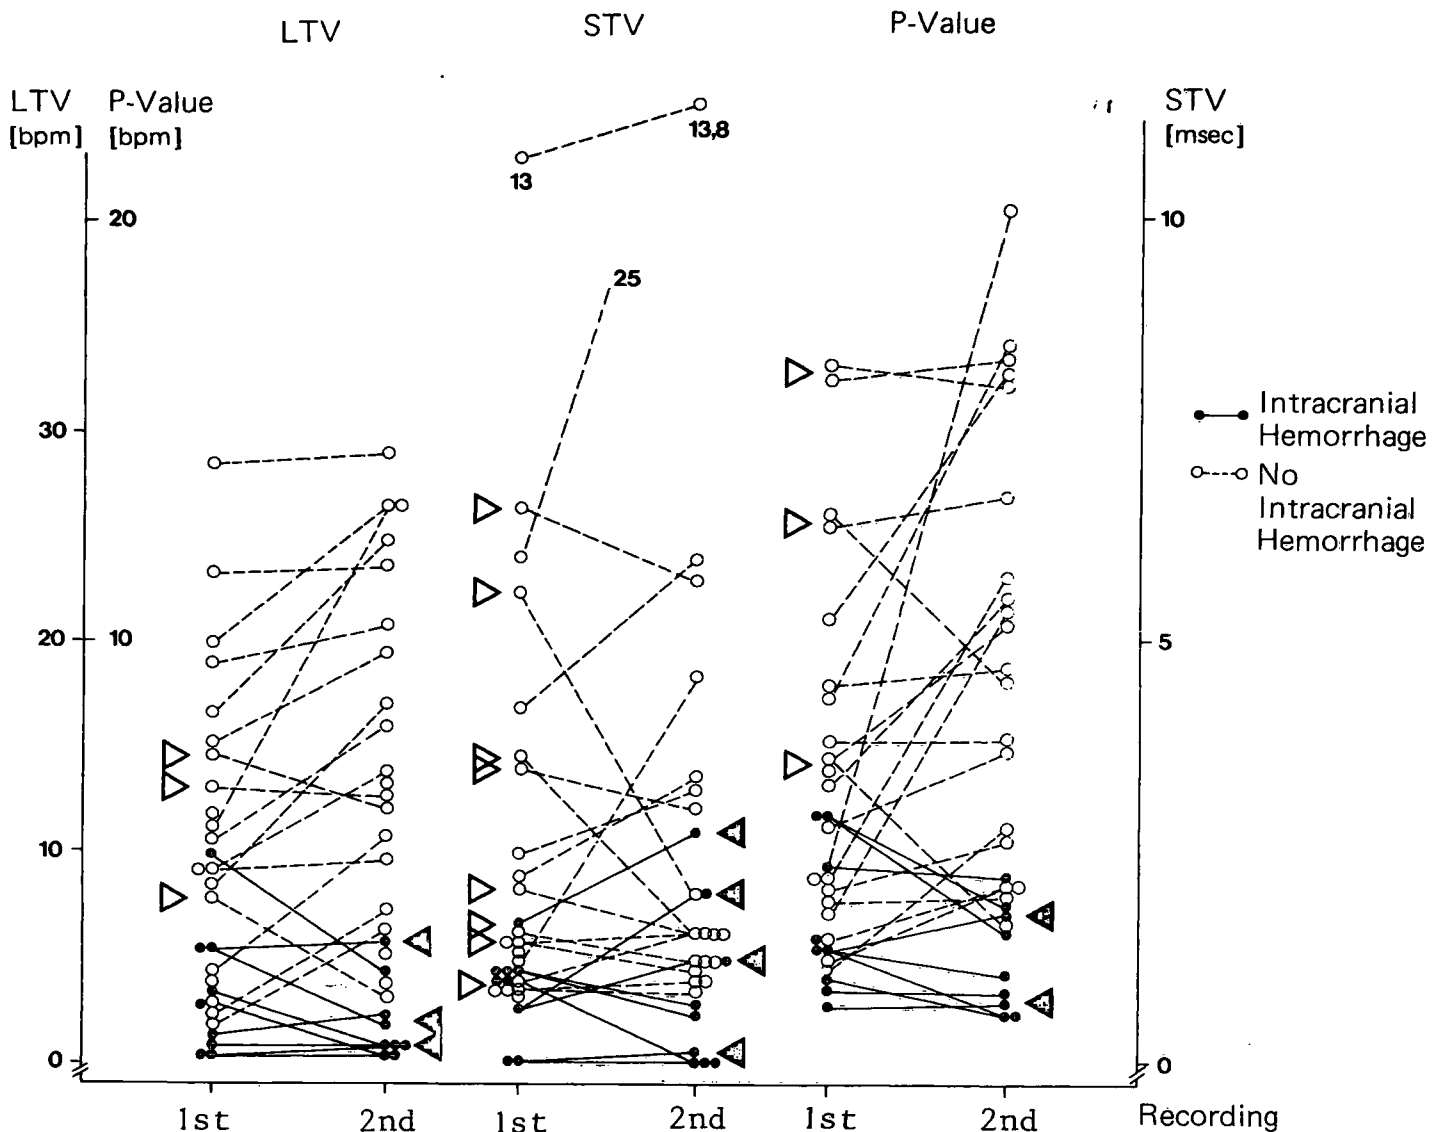 LTV STV P-Value
LTV P-Value STV
[bpm] [bpm] [msec]
13,8
13
20 10
25
30
Intracranial
Hemorrhage
No
Intracranial
Hemorrhage
20 10 5
10
0 0
1st 2nd 1st 2nd 1st 2nd Recording